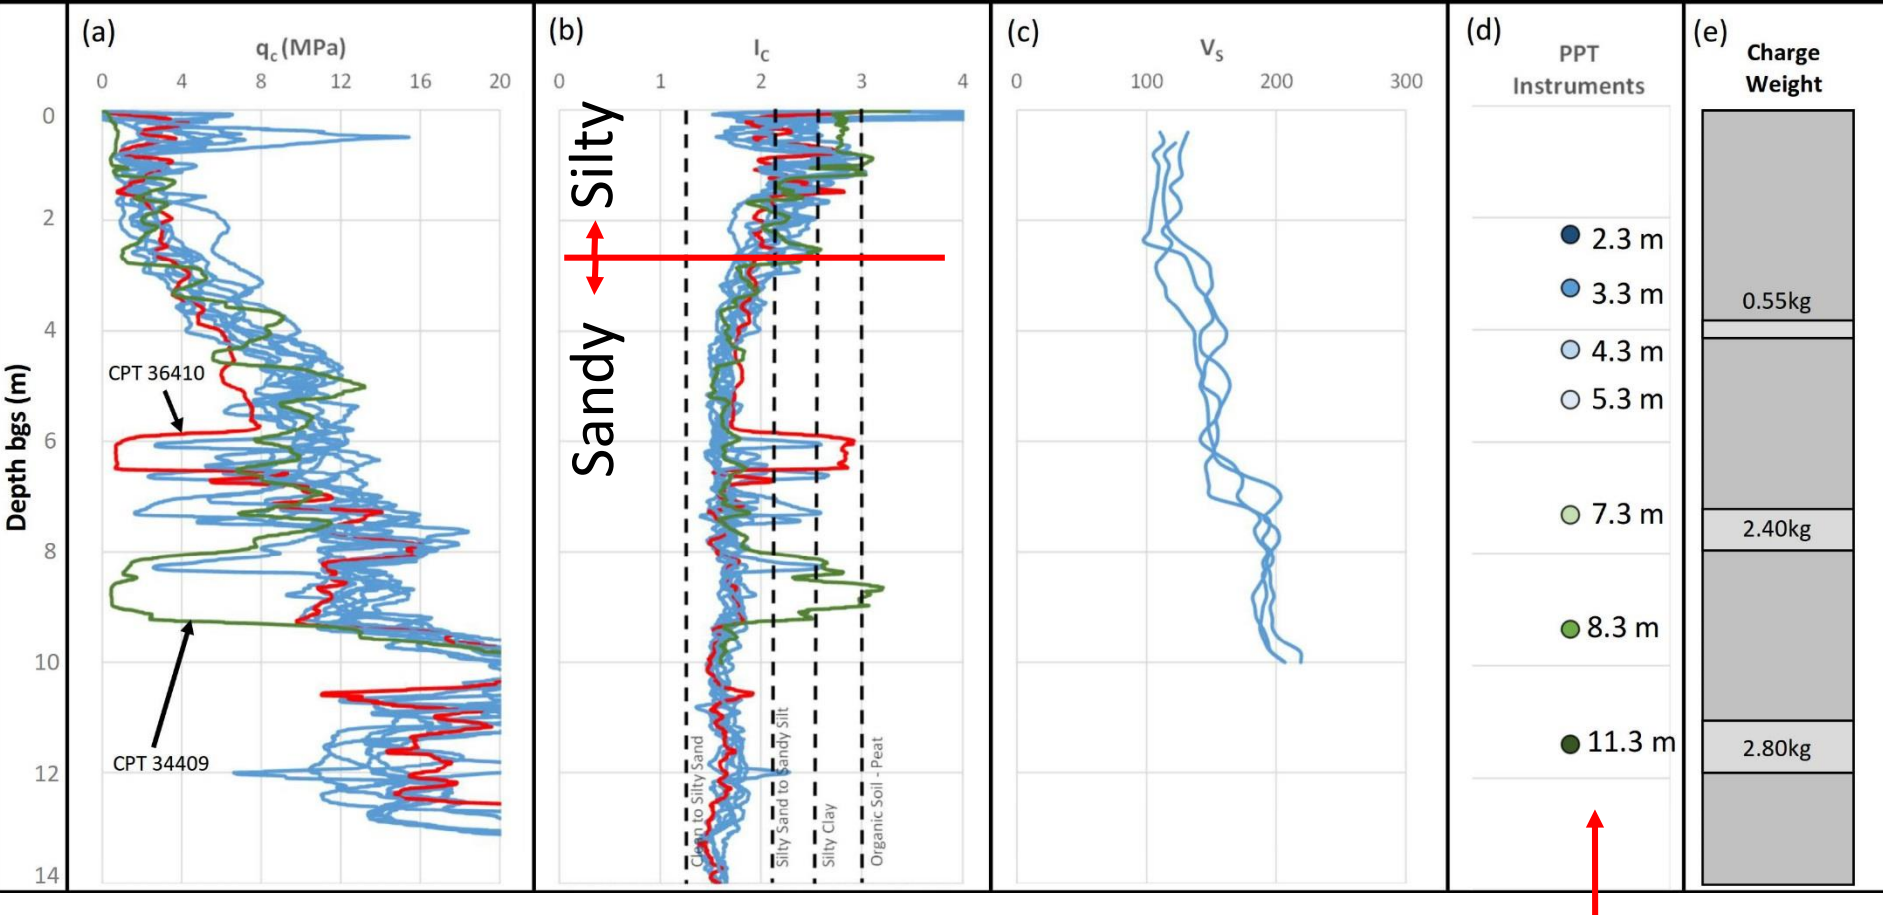 (a)
qc (MPa)
0 4 8 12 16 20
(b)
IC
0 1 2 3 4
(c)
VS
0 100 200 300
(d)
PPT
Instruments
(e)
Charge
Weight
Depth bgs (m)
0
2
4
6
8
10
12
14
CPT 36410
CPT 34409
Silty
Sandy
Clean to Silty Sand
Silty Sand to Sandy Silt
Silty Clay
Organic Soil - Peat
2.3 m
3.3 m
4.3 m
5.3 m
7.3 m
8.3 m
11.3 m
0.55kg
2.40kg
2.80kg